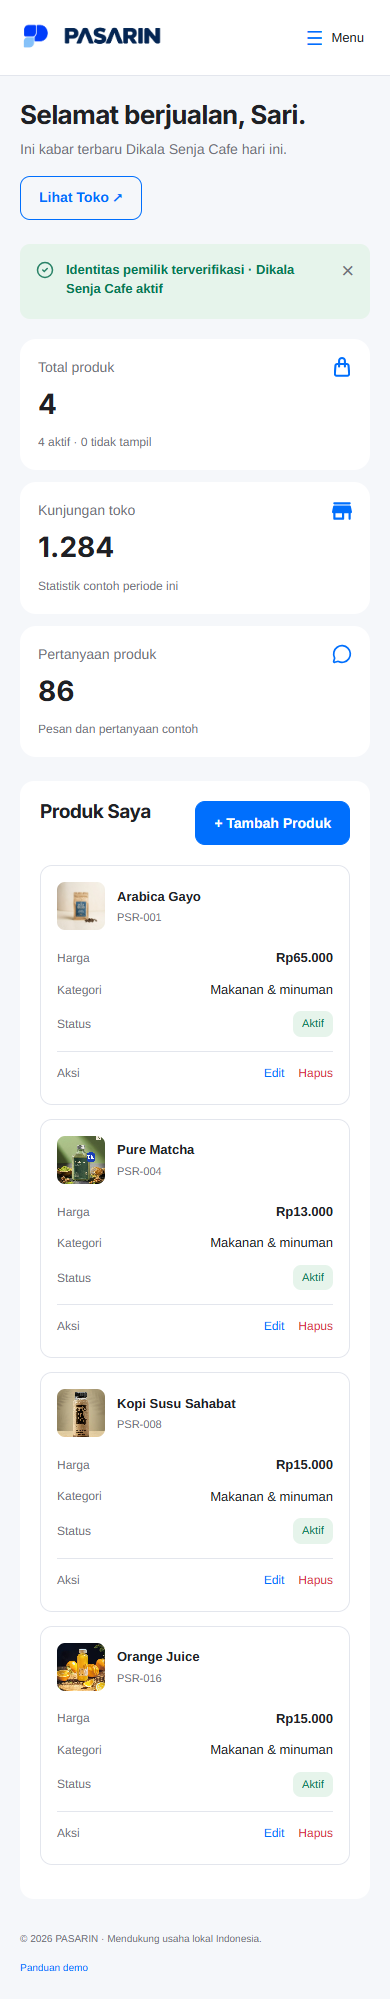 PASARIN
Menu
Selamat berjualan, Sari.
Ini kabar terbaru Dikala Senja Cafe hari ini.
Lihat Toko ↗
Identitas pemilik terverifikasi · Dikala
Senja Cafe aktif
Total produk
4
4 aktif · 0 tidak tampil
Kunjungan toko
1.284
Statistik contoh periode ini
Pertanyaan produk
86
Pesan dan pertanyaan contoh
Produk Saya
+ Tambah Produk
Arabica Gayo
PSR-001
Harga Rp65.000
Kategori Makanan & minuman
Status Aktif
Aksi Edit Hapus
Pure Matcha
PSR-004
Harga Rp13.000
Kategori Makanan & minuman
Status Aktif
Aksi Edit Hapus
Kopi Susu Sahabat
PSR-008
Harga Rp15.000
Kategori Makanan & minuman
Status Aktif
Aksi Edit Hapus
Orange Juice
PSR-016
Harga Rp15.000
Kategori Makanan & minuman
Status Aktif
Aksi Edit Hapus
© 2026 PASARIN · Mendukung usaha lokal Indonesia.
Panduan demo